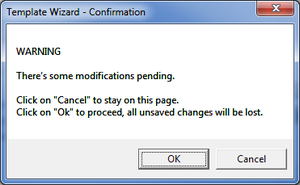 Template Wizard - Confirmation
WARNING
There's some modifications pending.
Click on "Cancel" to stay on this page.
Click on "Ok" to proceed, all unsaved changes will be lost.
OK
Cancel